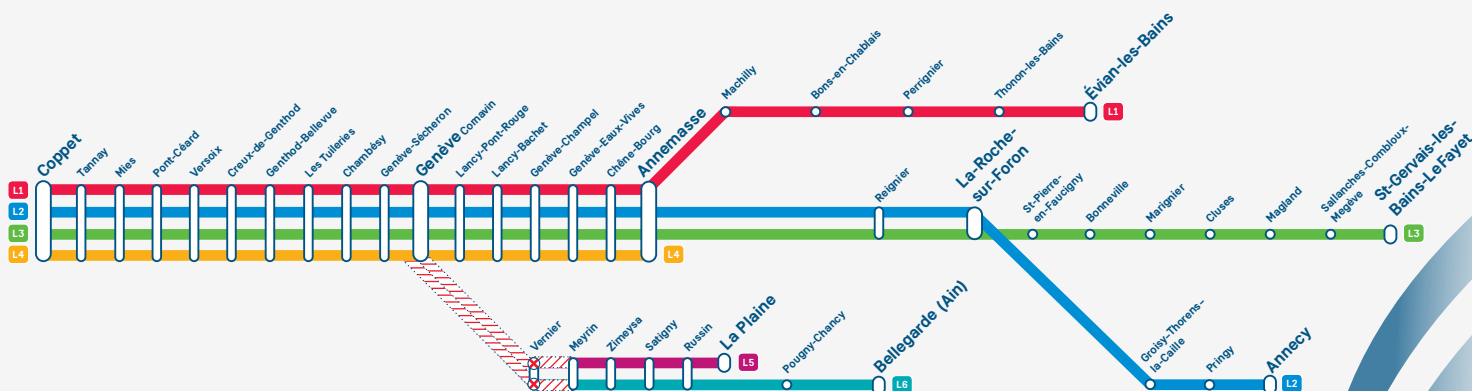 L1
L2
L3
L4
Coppet
Tannay
Mies
Pont-Céard
Versoix
Creux-de-Genthod
Genthod-Bellevue
Les Tuileries
Chambésy
Genève-Sécheron
Genève Cornavin
Lancy-Pont-Rouge
Lancy-Bachet
Genève-Champel
Genève-Eaux-Vives
Chêne-Bourg
Annemasse
L4
Machilly
Bons-en-Chablais
Perrignier
Thonon-les-Bains
Évian-les-Bains
L1
Reignier
La-Roche-
sur-Foron
St-Pierre-
en-Faucigny
Bonneville
Marignier
Cluses
Magland
Sallanches-Combloux-
Megève
St-Gervais-les-
Bains-LeFayet
L3
Groisy-Thorens-
la-Caille
Pringy
Annecy
L2
Vernier
Meyrin
Zimeysa
Satigny
Russin
La Plaine
L5
Pougny-Chancy
Bellegarde (Ain)
L6